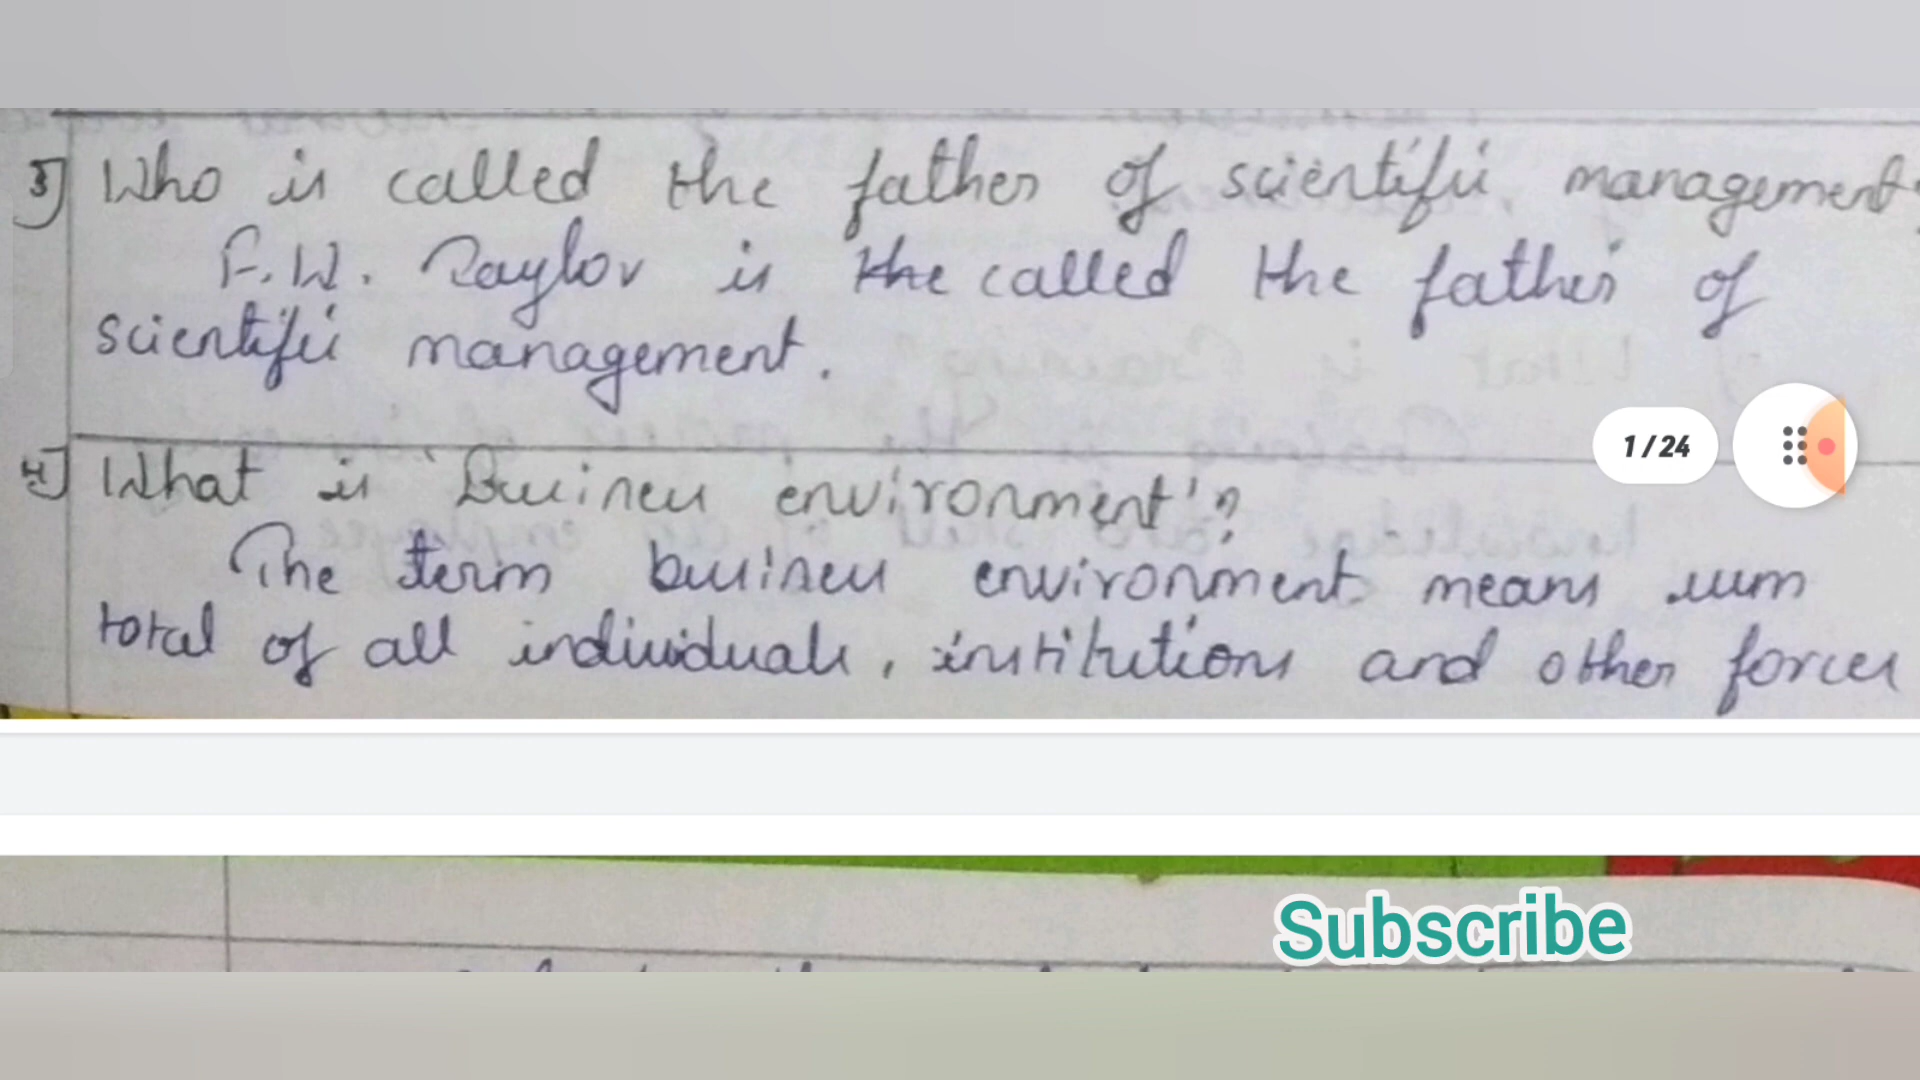 3] Who is called the father of scientific management?
F.W. Taylor is the called the father of
scientific management.
1/24
4] What is 'Business environment'?
The term business environment means sum
total of all individuals, institutions and other forces
Subscribe